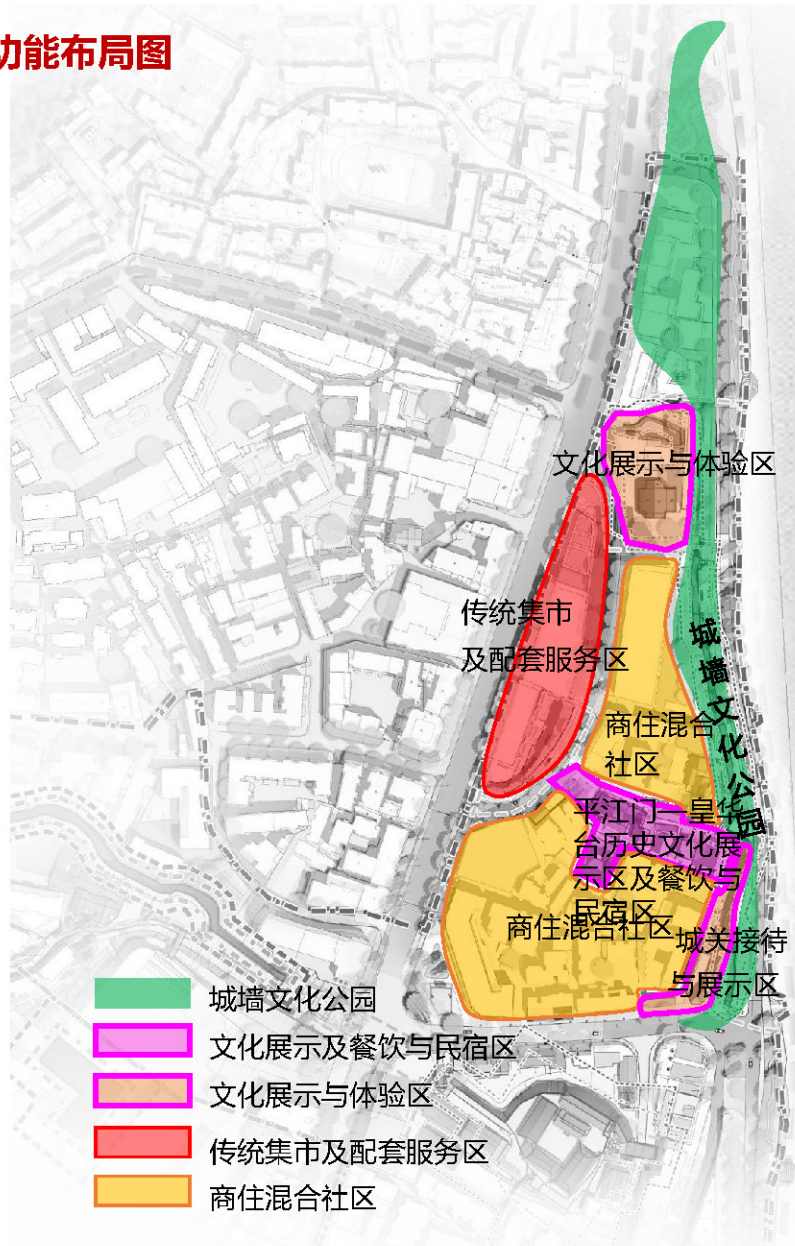 功能布局图
文化展示与体验区
传统集市
及配套服务区
城墙文化公园
商住混合
社区
平江门—皇华
台历史文化展
示区及餐饮与
民宿区
商住混合社区
城关接待
与展示区
城墙文化公园
文化展示及餐饮与民宿区
文化展示与体验区
传统集市及配套服务区
商住混合社区